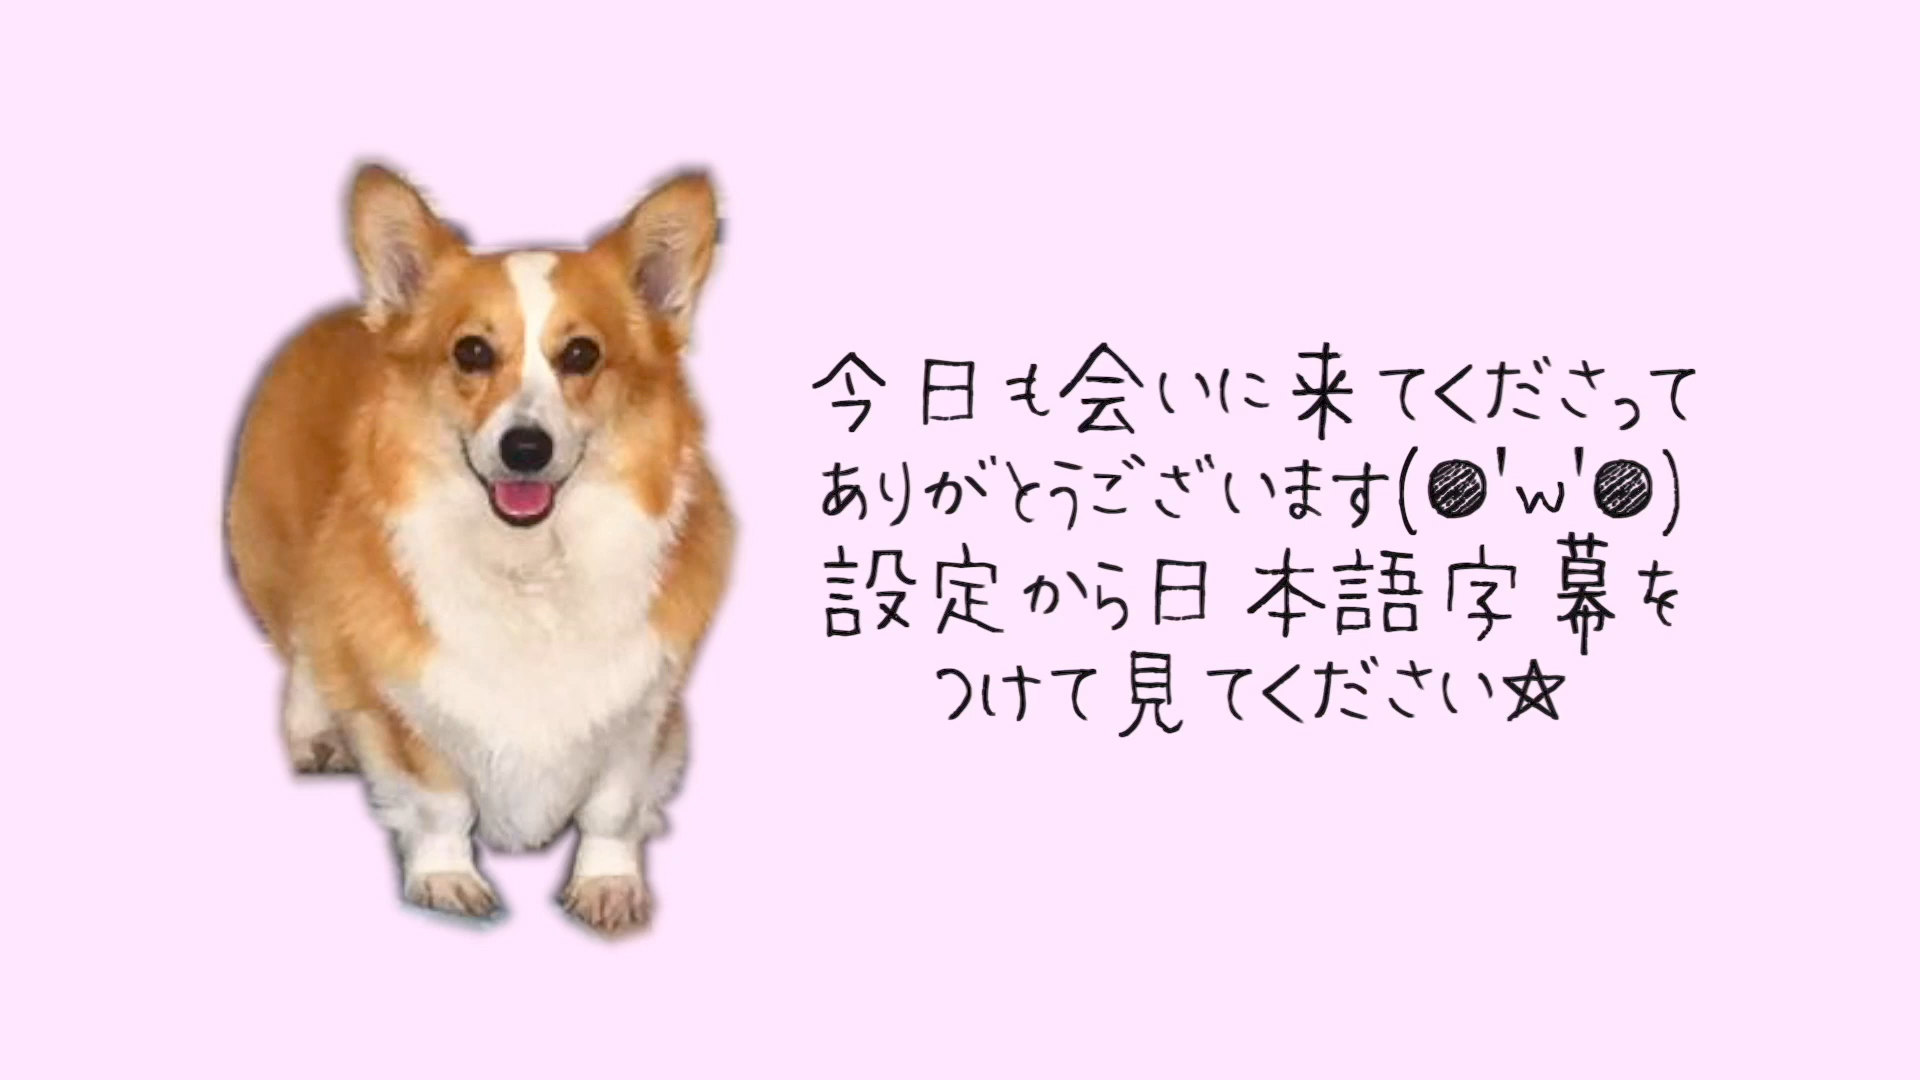 今日も会いに来てくださって
ありがとうございます(●'w'●)
設定から日本語字幕を
つけて見てください☆